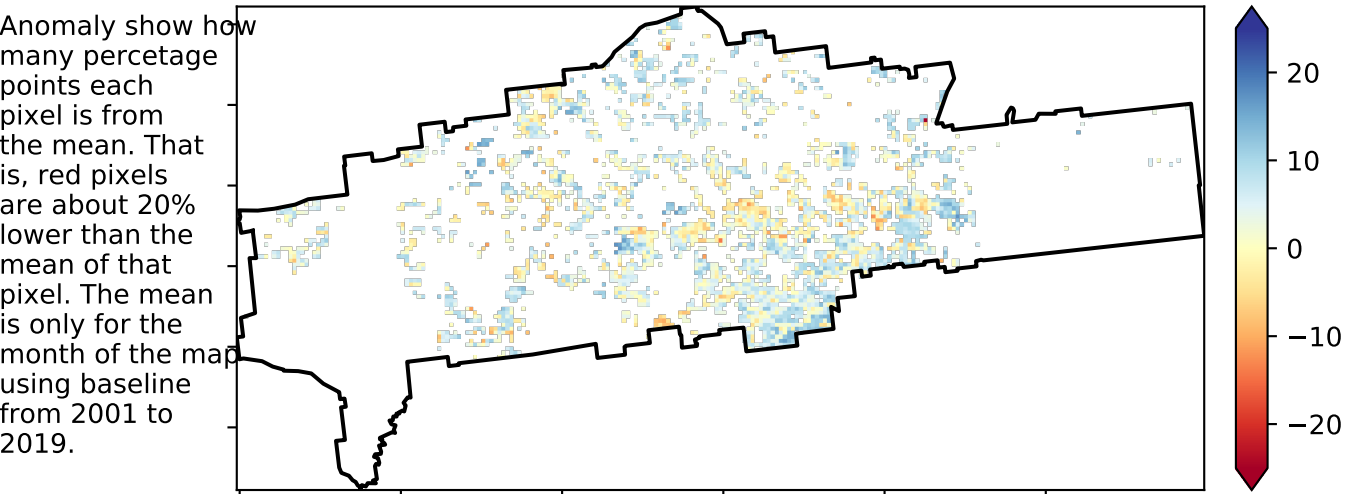 Anomaly show how
many percetage
points each
pixel is from
the mean. That
is, red pixels
are about 20%
lower than the
mean of that
pixel. The mean
is only for the
month of the map
using baseline
from 2001 to
2019.
20
10
0
−10
−20